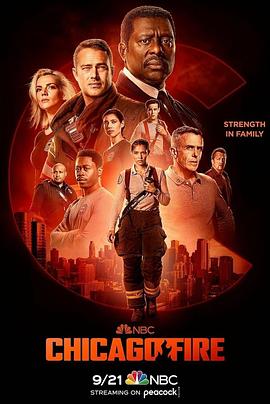 STRENGTH
IN FAMILY
NBC
CHICAGO FIRE
9/21 NBC
STREAMING ON peacock